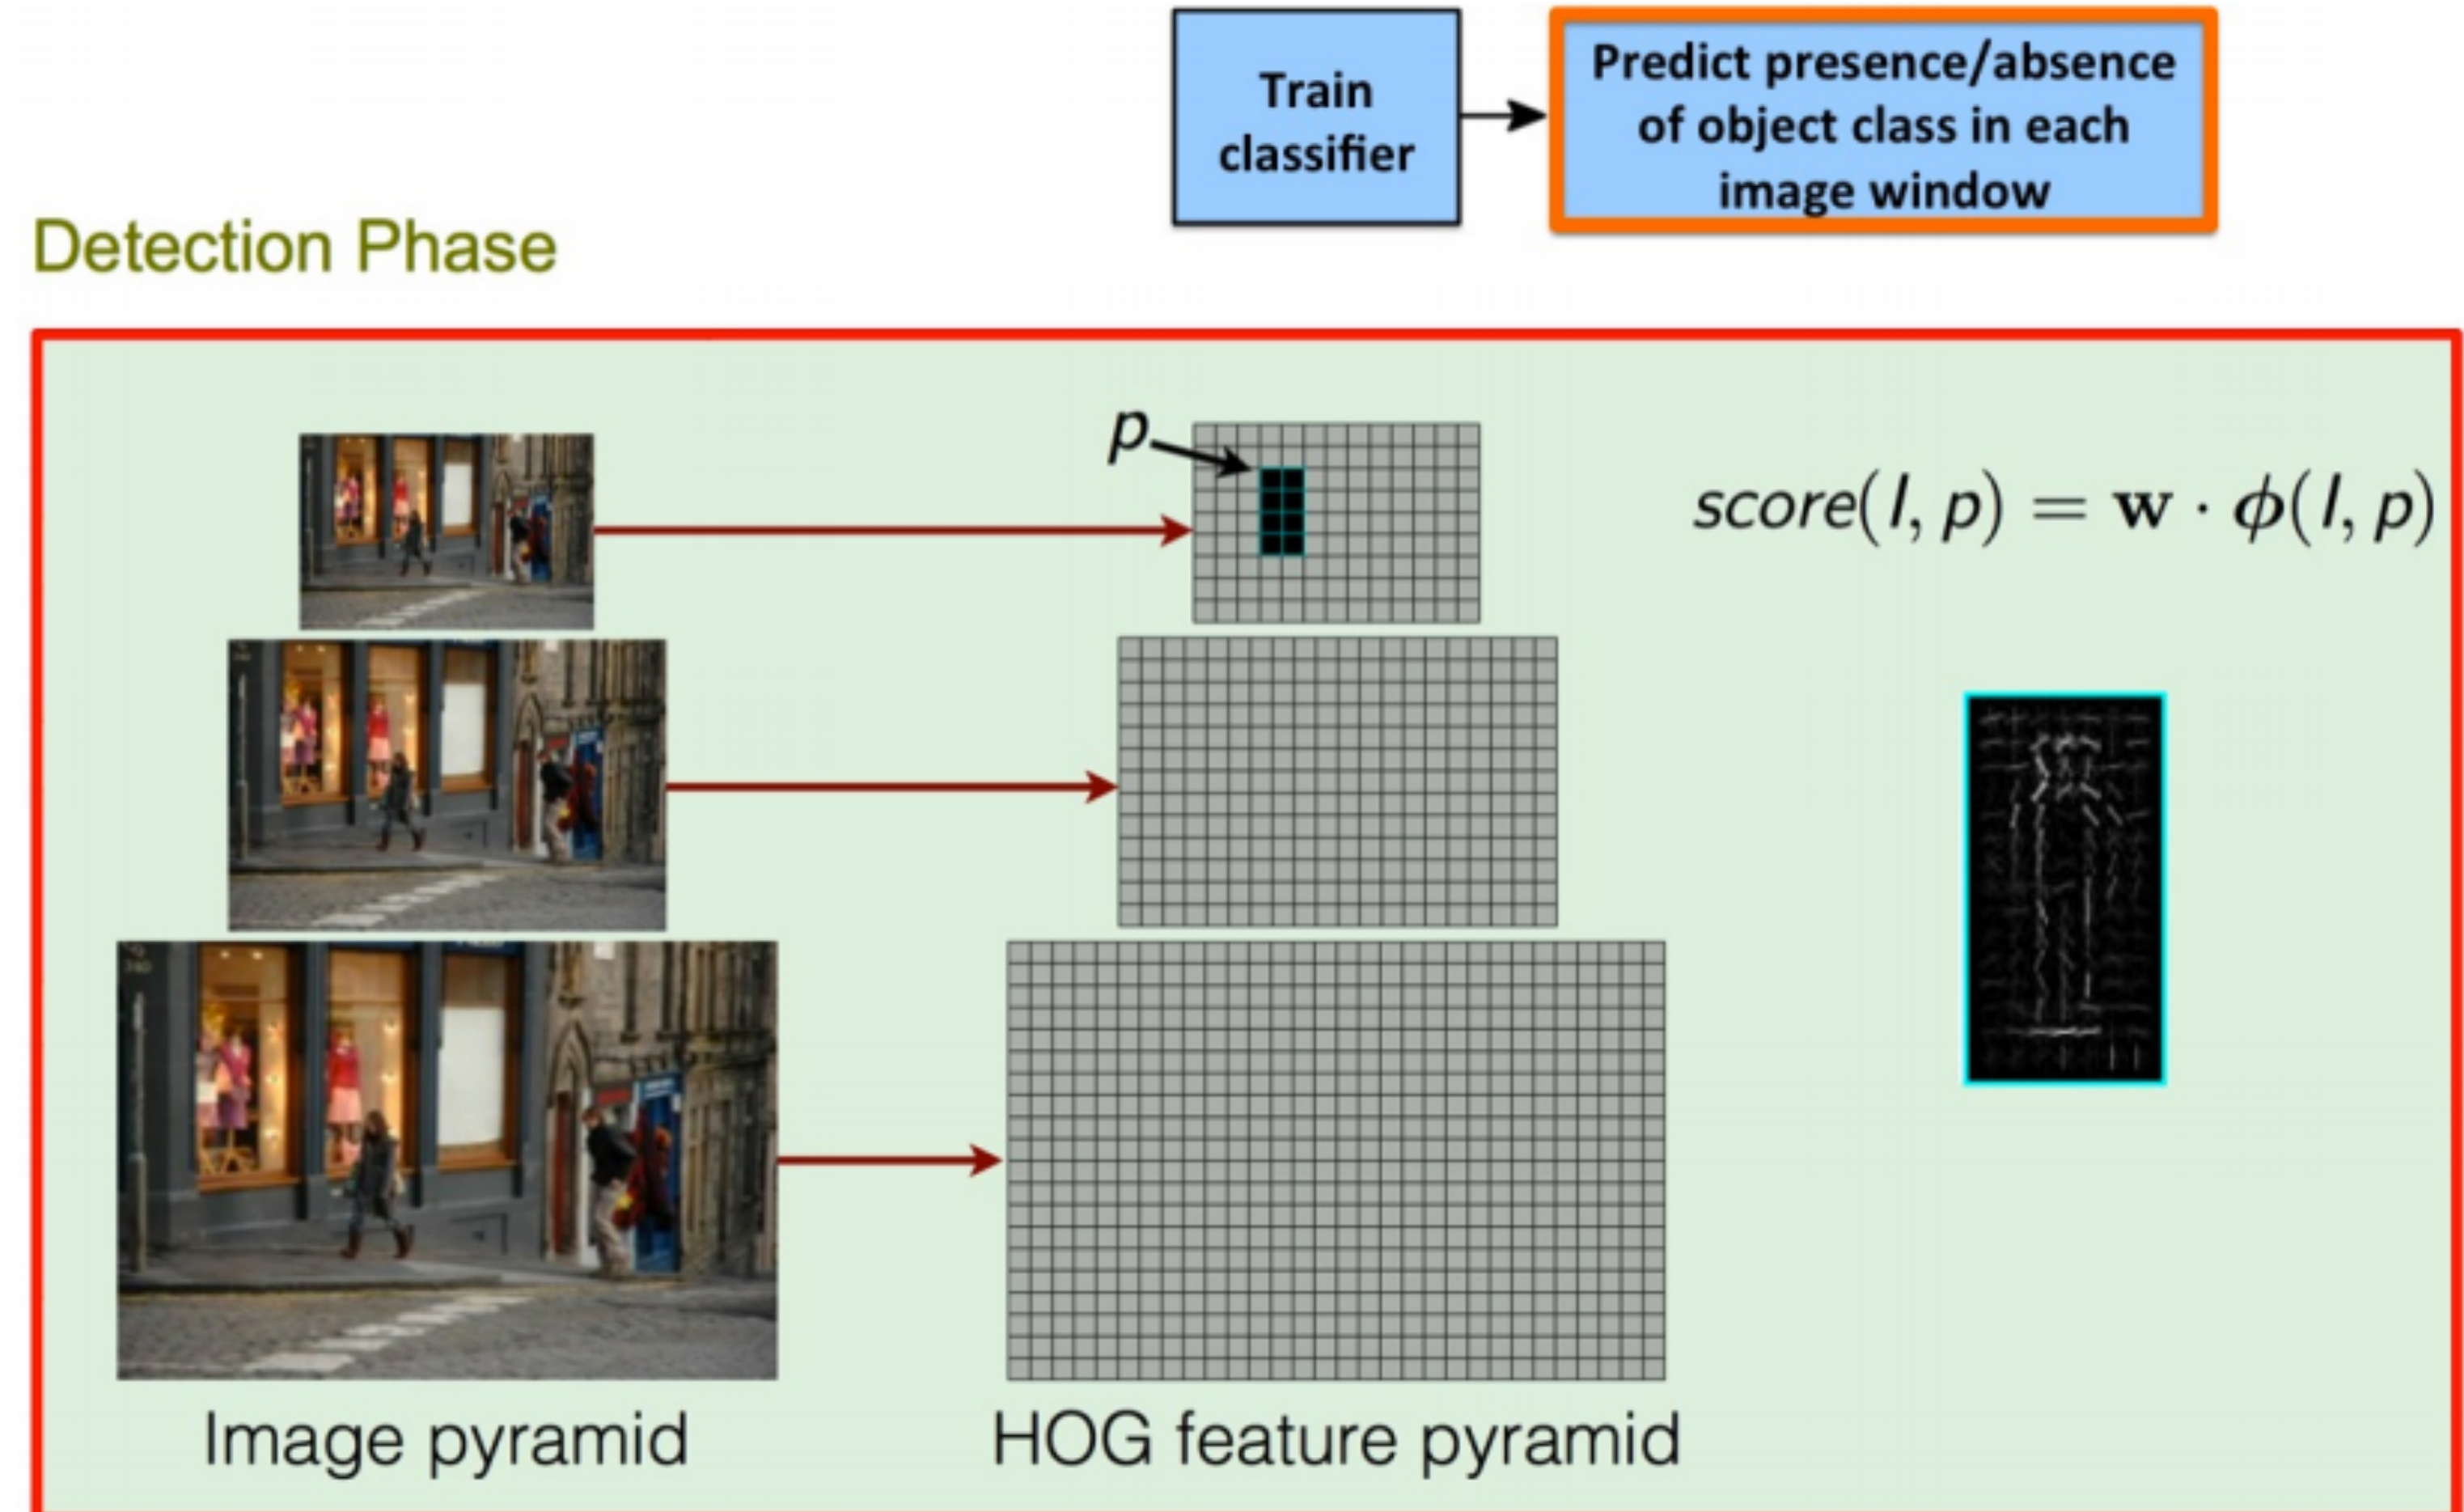 Train
classifier
Predict presence/absence
of object class in each
image window
Detection Phase
p
score(I, p) = w · ϕ(I, p)
Image pyramid
HOG feature pyramid